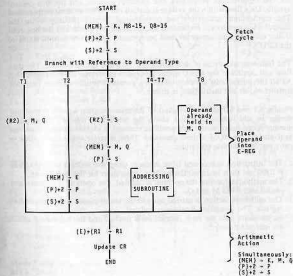 START
(MEM) → K, M8-15, Q8-15
(P)+2 → P
(S)+2 → S
Fetch
Cycle
Branch with Reference to Operand Type
T1 T2 T3 T4-T7 T8
(R2) → M, Q
(R2) → S
Operand
already
held in
M, Q
(MEM) → M, Q
(P) → S
Place
Operand
into
E-REG
(MEM) → E
(P)+2 → P
(S)+2 → S
ADDRESSING
SUBROUTINE
(E)+(R1 → R1
Update CR
END
Arithmetic
Action
Simultaneously:
(MEM) → K, M, Q
(P)+2 → P
(S)+2 → S